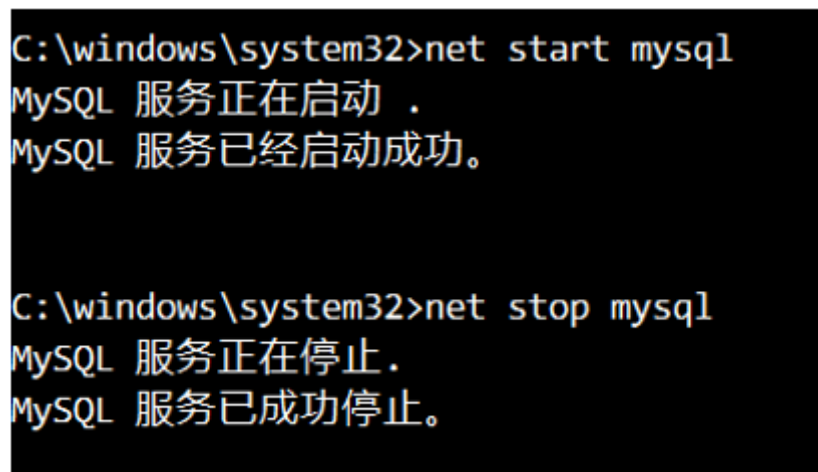 C:\windows\system32>net start mysql
MySQL 服务正在启动 .
MySQL 服务已经启动成功。
C:\windows\system32>net stop mysql
MySQL 服务正在停止.
MySQL 服务已成功停止。